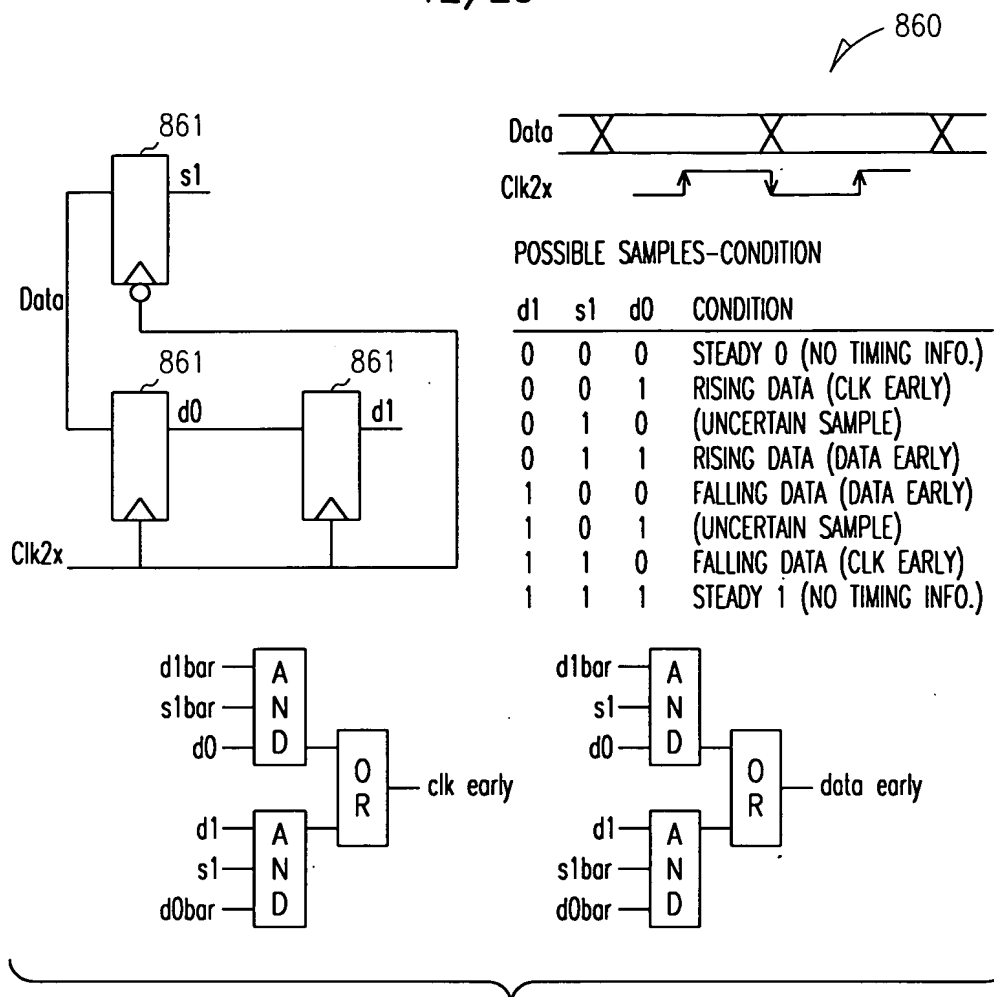 860
861
s1
Data
861
d0
861
d1
Clk2x
Data
Clk2x
POSSIBLE SAMPLES-CONDITION
d1 s1 d0 CONDITION
0 0 0 STEADY 0 (NO TIMING INFO.)
0 0 1 RISING DATA (CLK EARLY)
0 1 0 (UNCERTAIN SAMPLE)
0 1 1 RISING DATA (DATA EARLY)
1 0 0 FALLING DATA (DATA EARLY)
1 0 1 (UNCERTAIN SAMPLE)
1 1 0 FALLING DATA (CLK EARLY)
1 1 1 STEADY 1 (NO TIMING INFO.)
d1bar
s1bar
d0
AND
d1
s1
d0bar
AND
OR
clk early
d1bar
s1
d0
AND
d1
s1bar
d0bar
AND
OR
data early